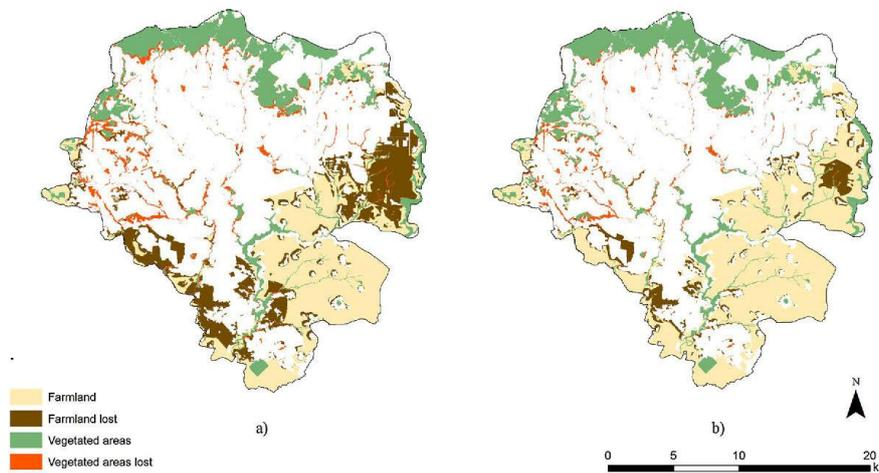 Farmland
Farmland lost
Vegetated areas
Vegetated areas lost
a)
b)
N
0 5 10 20
k